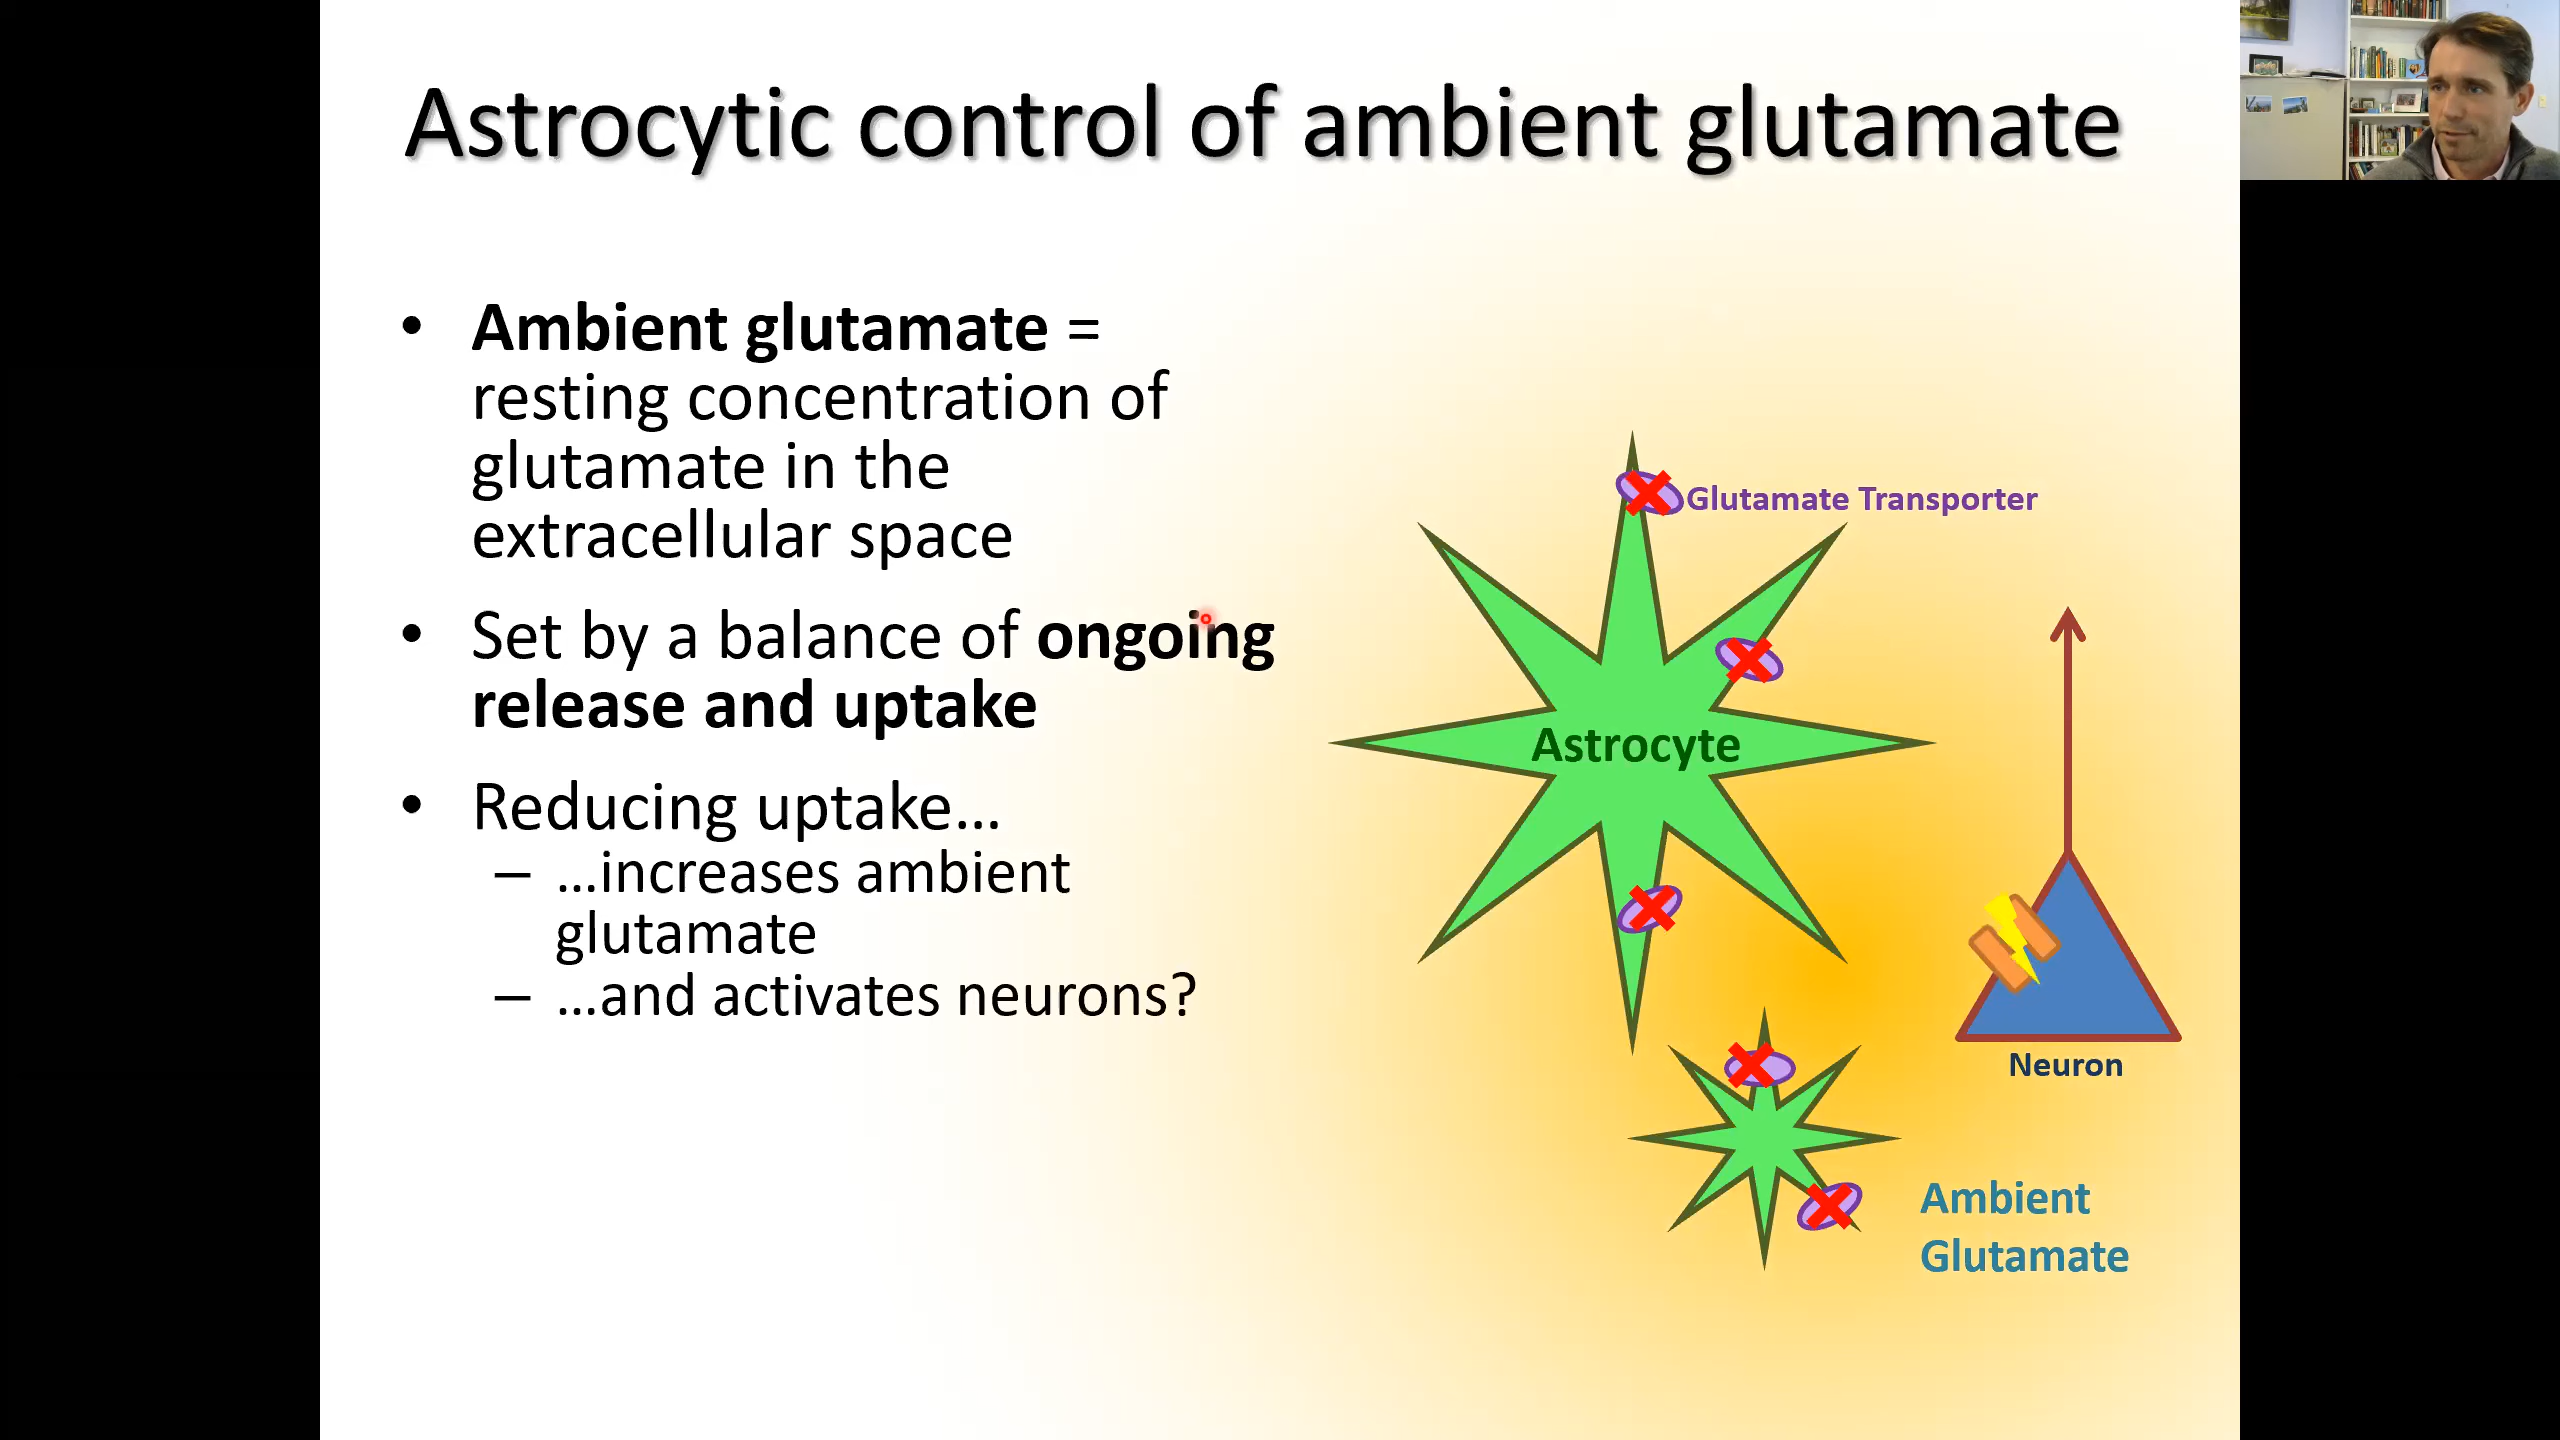 Astrocytic control of ambient glutamate
• Ambient glutamate =
resting concentration of
glutamate in the
extracellular space
• Set by a balance of ongoing
release and uptake
• Reducing uptake…
– …increases ambient
glutamate
– …and activates neurons?
Glutamate Transporter
Astrocyte
Neuron
Ambient
Glutamate